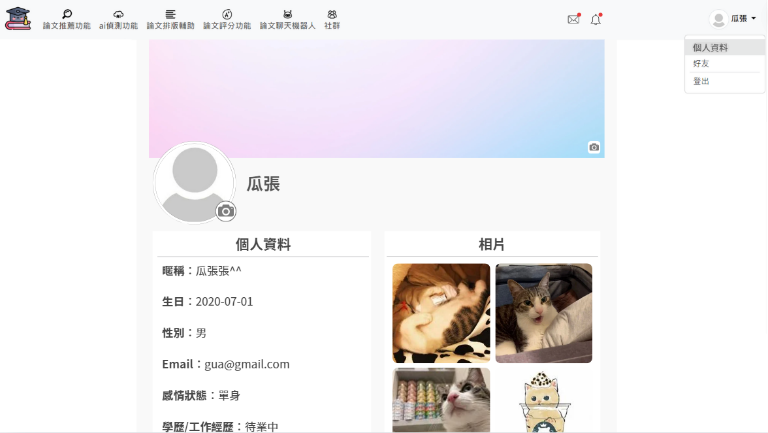 論文推薦功能 ai偵測功能 論文排版輔助 論文評分功能 論文聊天機器人 社群
瓜張
個人資料
好友
登出
瓜張
個人資料
暱稱：瓜張張^^
生日：2020-07-01
性別：男
Email：gua@gmail.com
感情狀態：單身
學歷/工作經歷：待業中
相片